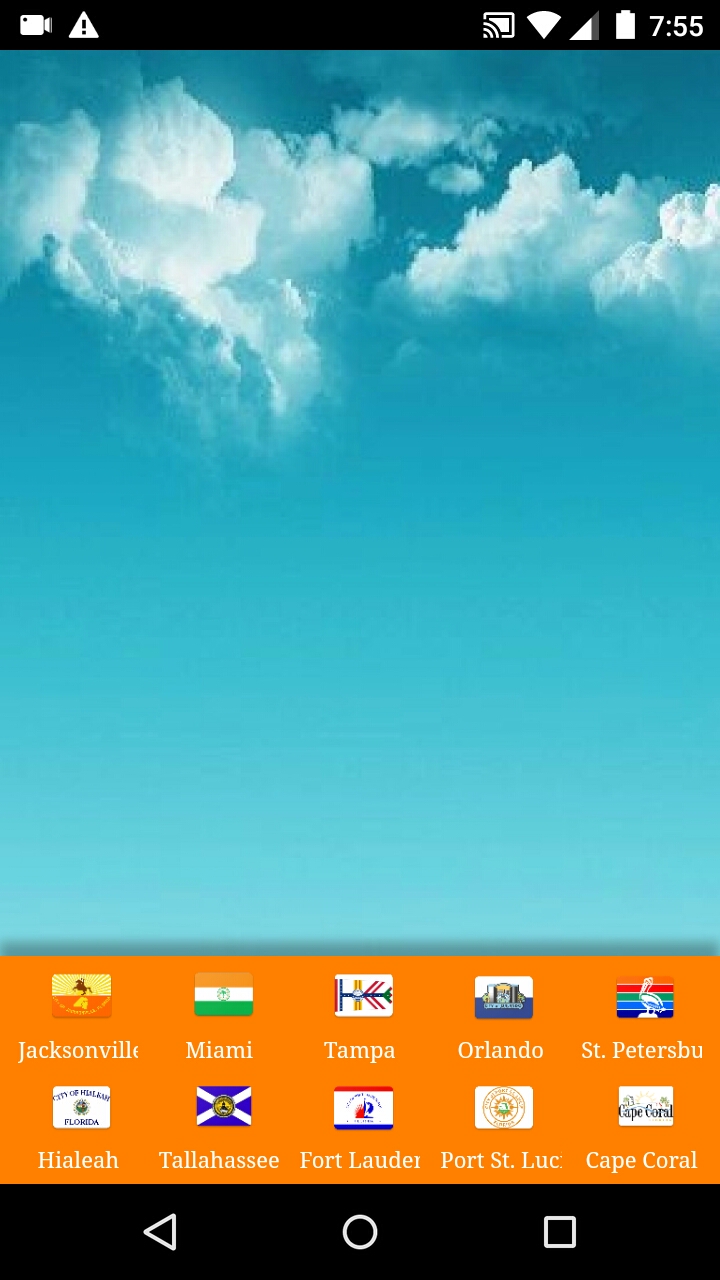 7:55
Jacksonville
Miami
Tampa
Orlando
St. Petersbu
CITY OF HIALEAH
FLORIDA
Cape Coral
Hialeah
Tallahassee
Fort Lauder
Port St. Luc
Cape Coral